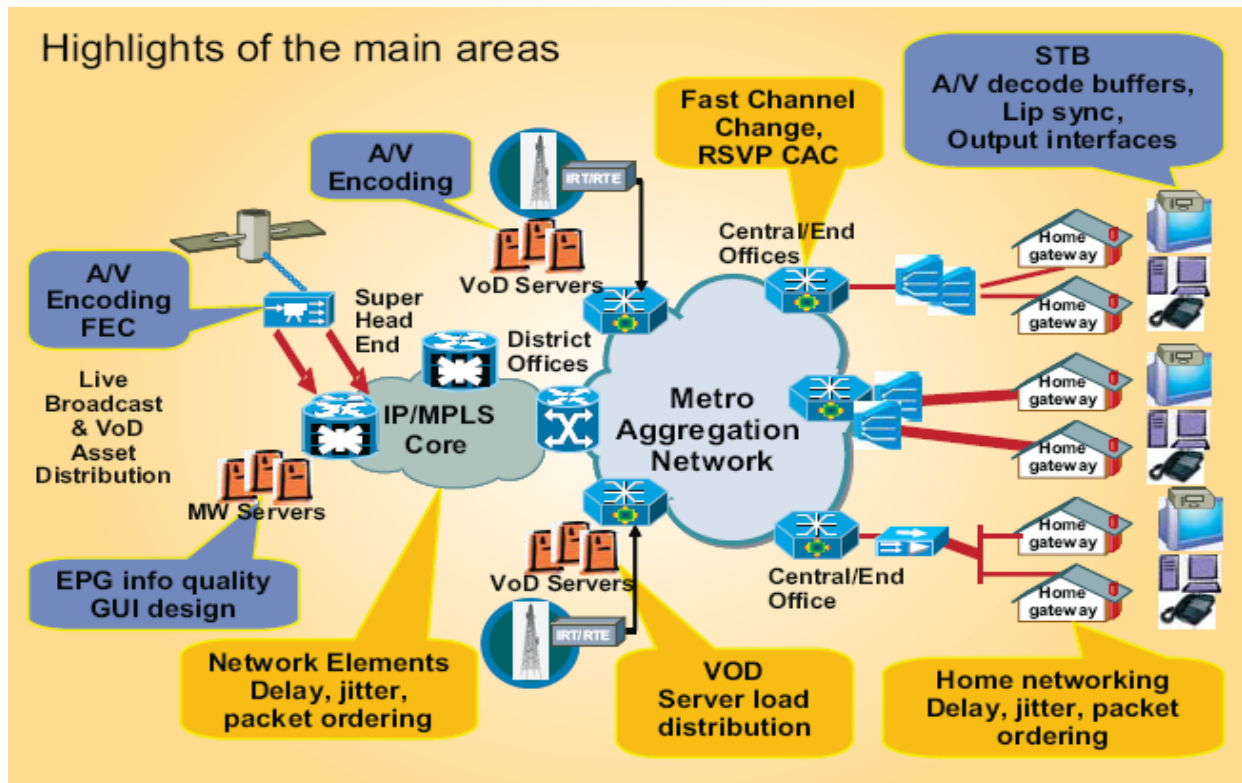 Highlights of the main areas
STB
A/V decode buffers,
Lip sync,
Output interfaces
Fast Channel
Change,
RSVP CAC
A/V
Encoding
IRT/RTE
VoD Servers
Central/End
Offices
Home
gateway
Home
gateway
A/V
Encoding
FEC
Super
Head
End
District
Offices
Live
Broadcast
& VoD
Asset
Distribution
IP/MPLS
Core
Metro
Aggregation
Network
Home
gateway
Home
gateway
MW Servers
EPG info quality
GUI design
VoD Servers
IRT/RTE
Central/End
Office
Home
gateway
Home
gateway
Network Elements
Delay, jitter,
packet ordering
VOD
Server load
distribution
Home networking
Delay, jitter, packet
ordering